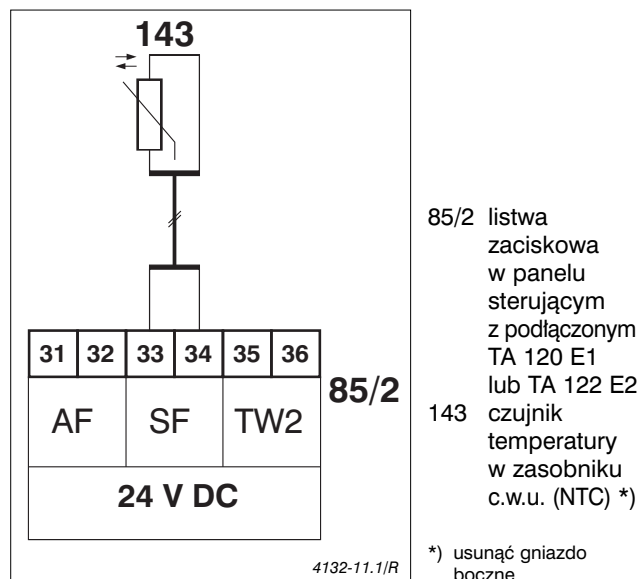 143
31 32 33 34 35 36
85/2
AF SF TW2
24 V DC
4132-11.1/R
85/2 listwa
zaciskowa
w panelu
sterującym
z podłączonym
TA 120 E1
lub TA 122 E2
143 czujnik
temperatury
w zasobniku
c.w.u. (NTC) *)
*) usunąć gniazdo
boczne